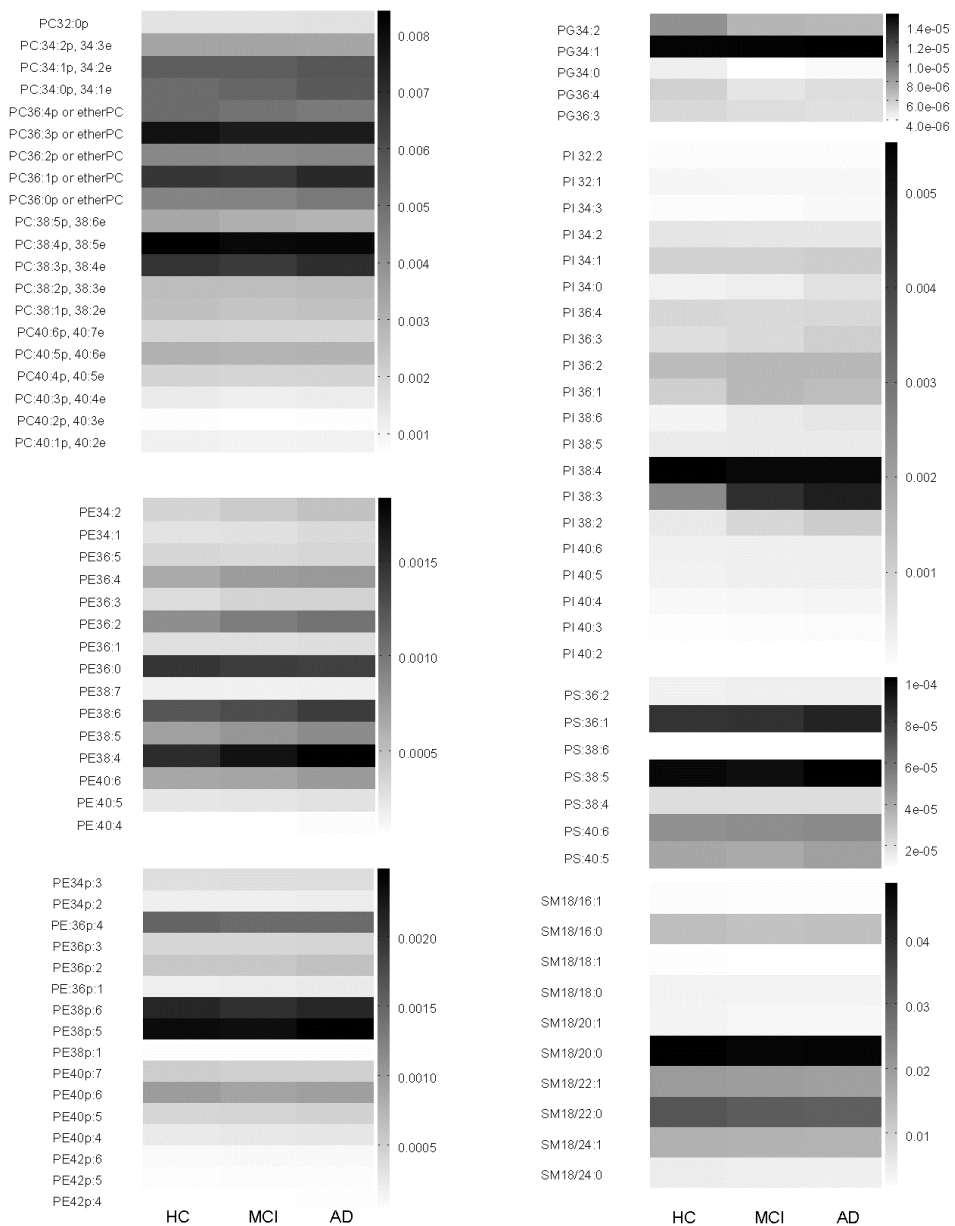 PC32:0p
PC:34:2p, 34:3e
PC:34:1p, 34:2e
PC:34:0p, 34:1e
PC36:4p or etherPC
PC36:3p or etherPC
PC36:2p or etherPC
PC36:1p or etherPC
PC36:0p or etherPC
PC:38:5p, 38:6e
PC:38:4p, 38:5e
PC:38:3p, 38:4e
PC:38:2p, 38:3e
PC:38:1p, 38:2e
PC40:6p, 40:7e
PC:40:5p, 40:6e
PC:40:4p, 40:5e
PC:40:3p, 40:4e
PC:40:2p, 40:3e
PC:40:1p, 40:2e
0.008
0.007
0.006
0.005
0.004
0.003
0.002
0.001
PE34:2
PE34:1
PE36:5
PE36:4
PE36:3
PE36:2
PE36:1
PE36:0
PE38:7
PE38:6
PE38:5
PE38:4
PE40:6
PE:40:5
PE:40:4
0.0015
0.0010
0.0005
PE34p:3
PE34p:2
PE:36p:4
PE36p:3
PE36p:2
PE:36p:1
PE38p:6
PE38p:5
PE38p:1
PE40p:7
PE40p:6
PE40p:5
PE40p:4
PE42p:6
PE42p:5
PE42p:4
0.0020
0.0015
0.0010
0.0005
HC MCI AD
PG34:2
PG34:1
PG34:0
PG36:4
PG36:3
1.4e-05
1.2e-05
1.0e-05
8.0e-06
6.0e-06
4.0e-06
PI 32:2
PI 32:1
PI 34:3
PI 34:2
PI 34:1
PI 34:0
PI 36:4
PI 36:3
PI 36:2
PI 36:1
PI 38:6
PI 38:5
PI 38:4
PI 38:3
PI 38:2
PI 40:6
PI 40:5
PI 40:4
PI 40:3
PI 40:2
0.005
0.004
0.003
0.002
0.001
PS:36:2
PS:36:1
PS:38:6
PS:38:5
PS:38:4
PS:40:6
PS:40:5
1e-04
8e-05
6e-05
4e-05
2e-05
SM18/16:1
SM18/16:0
SM18/18:1
SM18/18:0
SM18/20:1
SM18/20:0
SM18/22:1
SM18/22:0
SM18/24:1
SM18/24:0
0.04
0.03
0.02
0.01
HC MCI AD